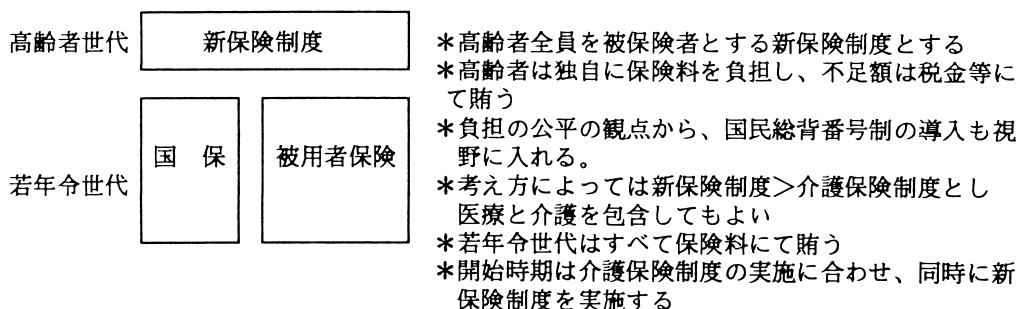 高齢者世代
新保険制度
国 保
被用者保険
若年令世代
＊高齢者全員を被保険者とする新保険制度とする
＊高齢者は独自に保険料を負担し、不足額は税金等に
て賄う
＊負担の公平の観点から、国民総背番号制の導入も視
野に入れる。
＊考え方によっては新保険制度＞介護保険制度とし
医療と介護を包含してもよい
＊若年令世代はすべて保険料にて賄う
＊開始時期は介護保険制度の実施に合わせ、同時に新
保険制度を実施する